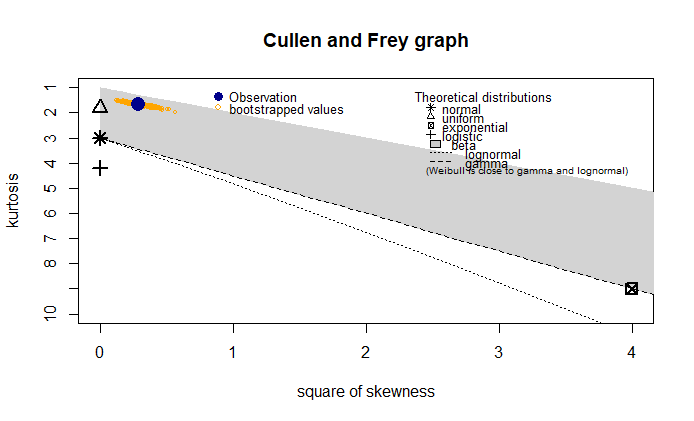 Cullen and Frey graph
Observation
bootstrapped values
Theoretical distributions
normal
uniform
exponential
logistic
beta
lognormal
gamma
(Weibull is close to gamma and lognormal)
kurtosis
1
2
3
4
5
6
7
8
10
0
1
2
3
4
square of skewness